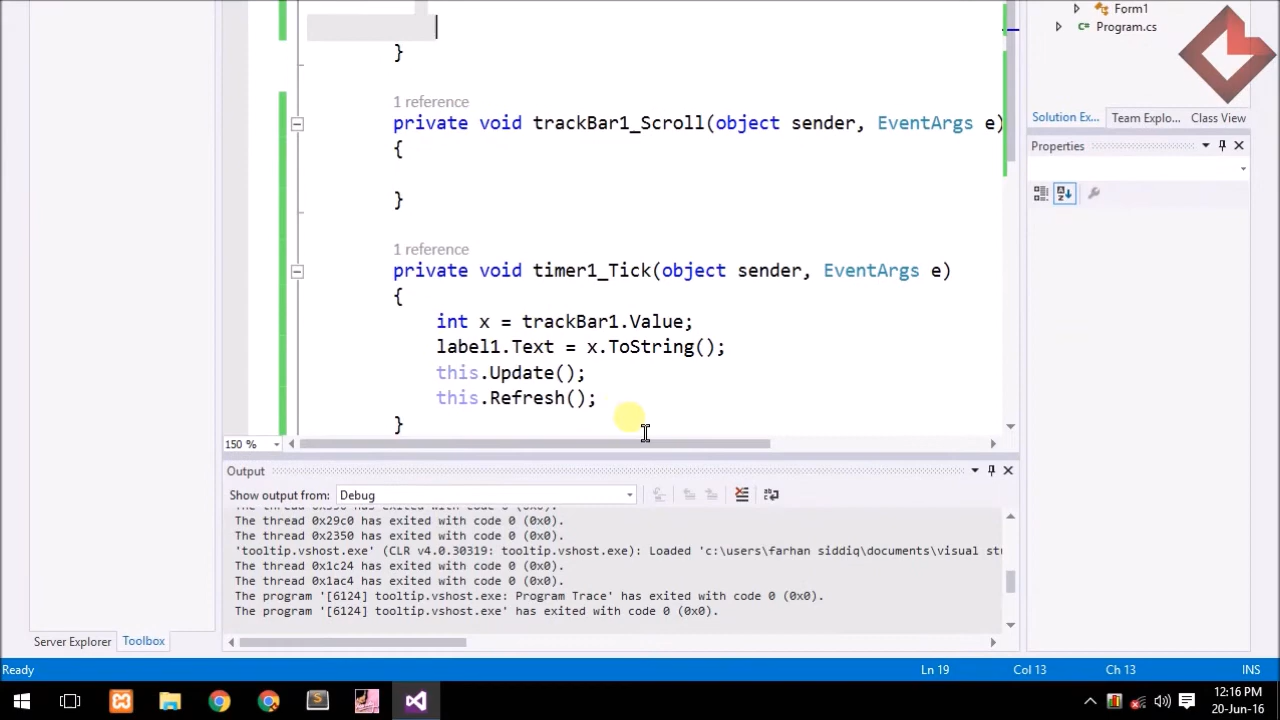 Form1
Program.cs
}
1 reference
private void trackBar1_Scroll(object sender, EventArgs e)
{
}
1 reference
private void timer1_Tick(object sender, EventArgs e)
{
int x = trackBar1.Value;
label1.Text = x.ToString();
this.Update();
this.Refresh();
}
Solution Ex...
Team Explo...
Class View
Properties
150 %
Output
Show output from:
Debug
The thread 0x29c0 has exited with code 0 (0x0).
The thread 0x2350 has exited with code 0 (0x0).
'tooltip.vshost.exe' (CLR v4.0.30319: tooltip.vshost.exe): Loaded 'c:\users\farhan siddiq\documents\visual st
The thread 0x1c24 has exited with code 0 (0x0).
The thread 0x1ac4 has exited with code 0 (0x0).
The program '[6124] tooltip.vshost.exe: Program Trace' has exited with code 0 (0x0).
The program '[6124] tooltip.vshost.exe' has exited with code 0 (0x0).
Server Explorer
Toolbox
Ready
Ln 19
Col 13
Ch 13
INS
12:16 PM
20-Jun-16